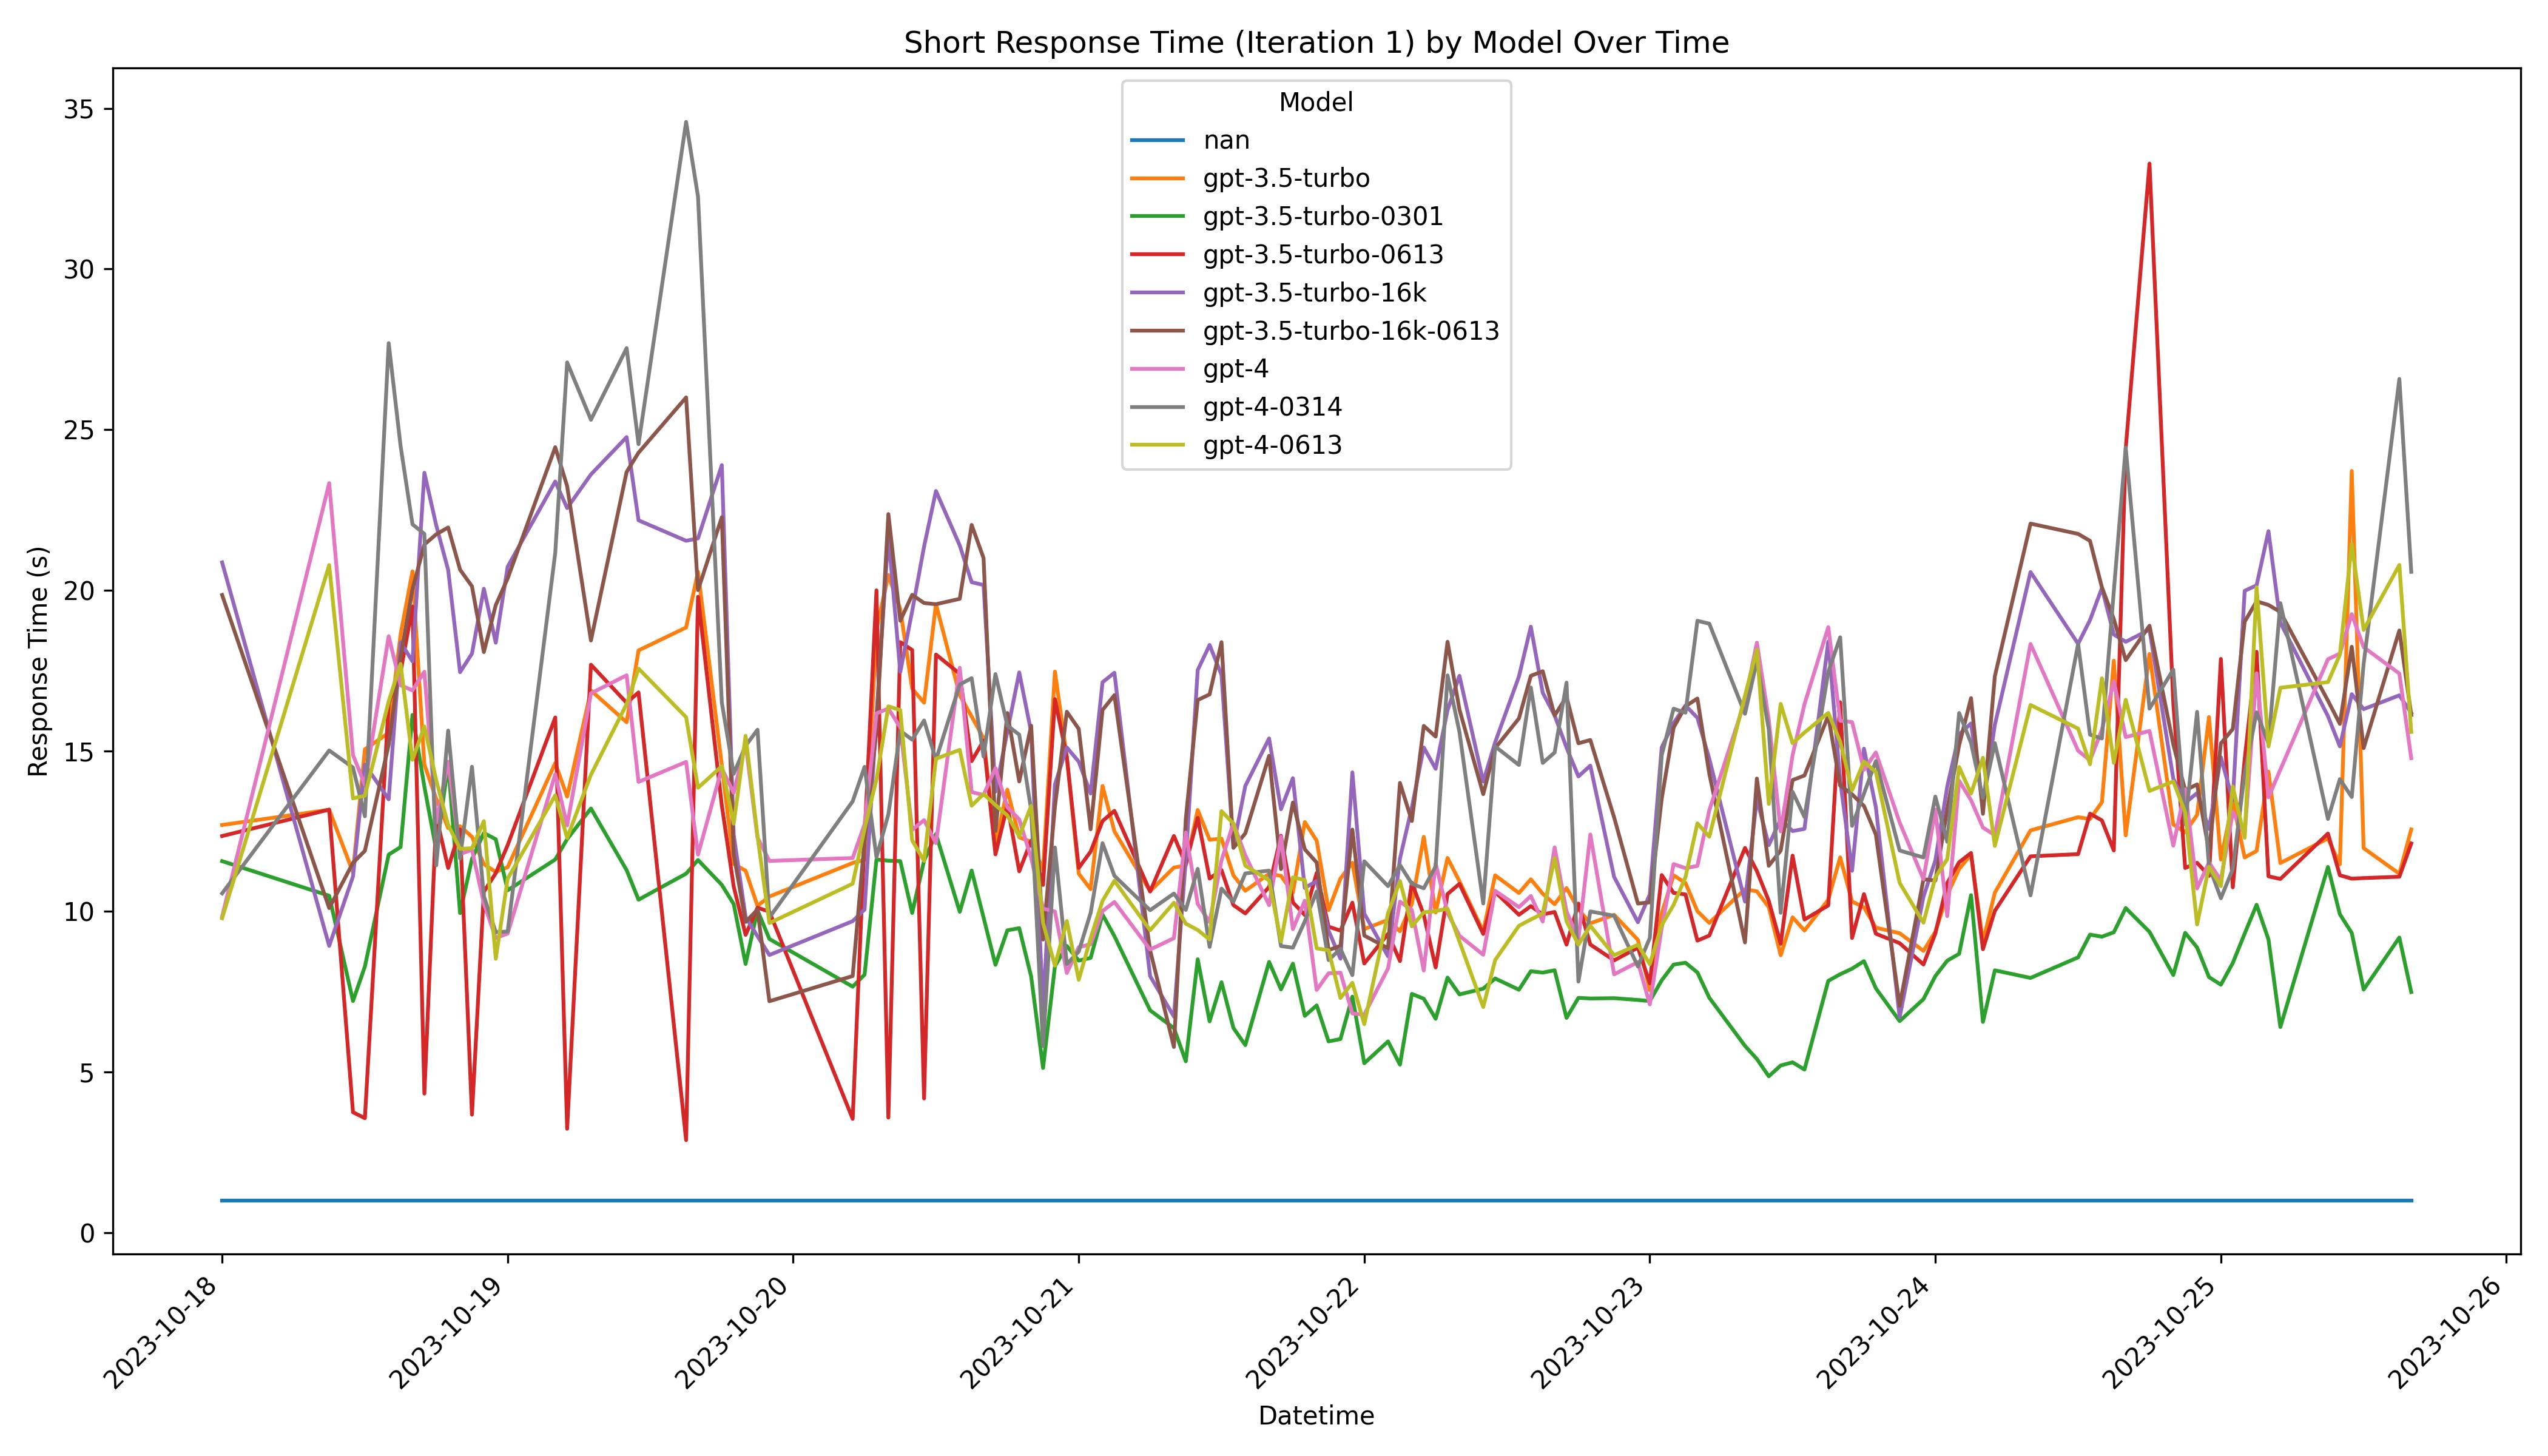 Short Response Time (Iteration 1) by Model Over Time
Response Time (s)
35
30
25
20
15
10
5
0
Model
nan
gpt-3.5-turbo
gpt-3.5-turbo-0301
gpt-3.5-turbo-0613
gpt-3.5-turbo-16k
gpt-3.5-turbo-16k-0613
gpt-4
gpt-4-0314
gpt-4-0613
2023-10-18
2023-10-19
2023-10-20
2023-10-21
2023-10-22
2023-10-23
2023-10-24
2023-10-25
2023-10-26
Datetime